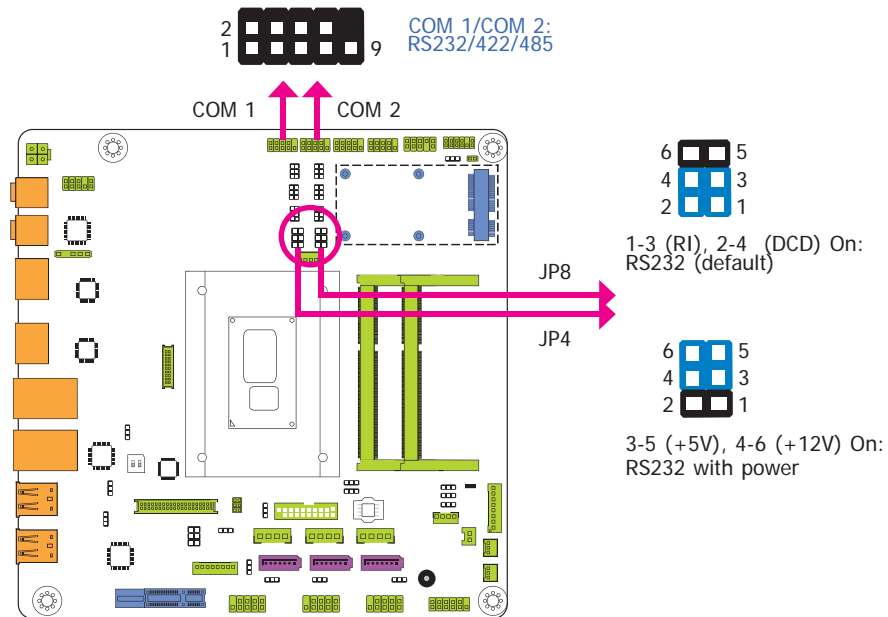 2
1
9
COM 1/COM 2:
RS232/422/485
COM 1
COM 2
6
5
4
3
2
1
1-3 (RI), 2-4 (DCD) On:
RS232 (default)
JP8
JP4
6
5
4
3
2
1
3-5 (+5V), 4-6 (+12V) On:
RS232 with power